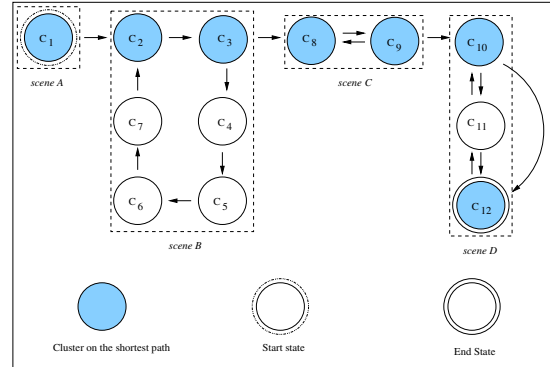 C1 C2 C3 C8 C9 C10
scene A scene C
C7 C4 C11
C6 C5 C12
scene B scene D
Cluster on the shortest path Start state End State